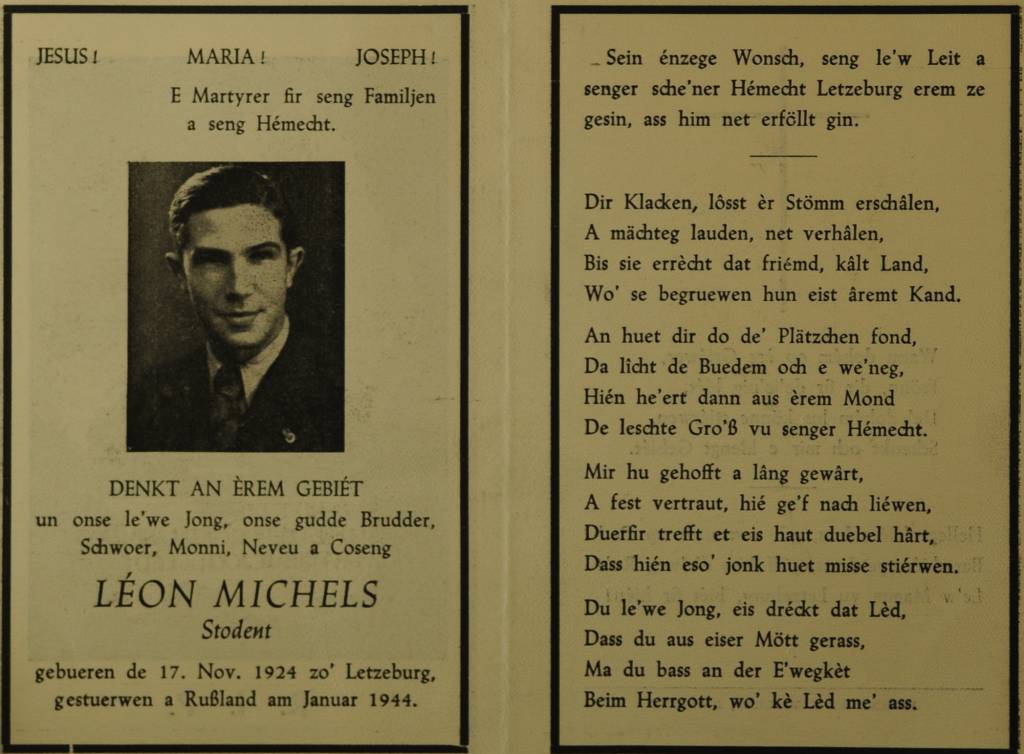 JESUS! MARIA! JOSEPH!
E Martyrer fir seng Familjen
a seng Hémecht.
DENKT AN ÈREM GEBIÉT
un onse le'we Jong, onse gudde Brudder,
Schwoer, Monni, Neveu a Coseng
LÉON MICHELS
Stodent
gebueren de 17. Nov. 1924 zo' Letzeburg,
gestuerwen a Rußland am Januar 1944.
Sein énzege Wonsch, seng le'w Leit a
senger sche'ner Hémecht Letzeburg erem ze
gesin, ass him net erföllt gin.
Dir Klacken, lôsst èr Stömm erschâlen,
A mächteg lauden, net verhâlen,
Bis sie errècht dat friémd, kâlt Land,
Wo' se begruewen hun eist âremt Kand.
An huet dir do de' Plätzchen fond,
Da lîcht de Buedem och e we'neg,
Hién he'ert dann aus èrem Mond
De leschte Gro'ß vu senger Hémecht.
Mir hu gehofft a lâng gewârt,
A fest vertraut, hié ge'f nach liéwen,
Duerfir trefft et eis haut duebel hârt,
Dass hién eso' jonk huet misse stiérwen.
Du le'we Jong, eis dréckt dat Lèd,
Dass du aus eiser Mött gerass,
Ma du bass an der E'wegkèt
Beim Herrgott, wo' kè Lèd me' ass.